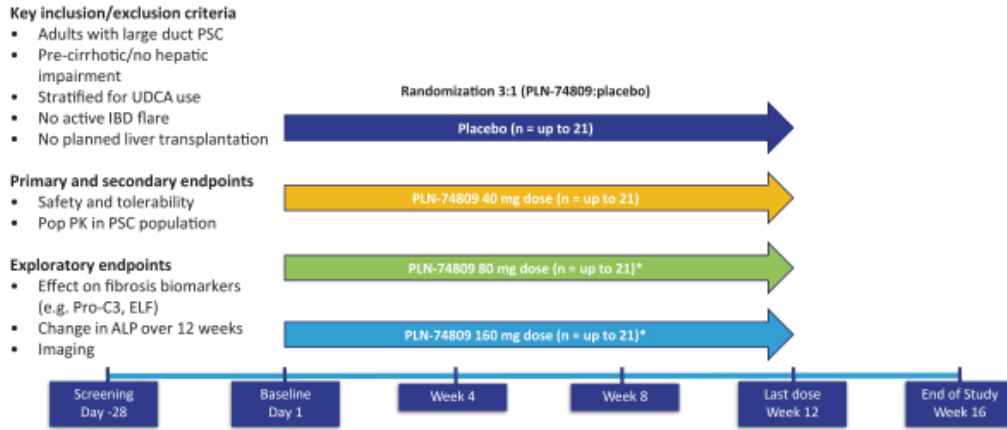 Key inclusion/exclusion criteria
• Adults with large duct PSC
• Pre-cirrhotic/no hepatic
impairment
• Stratified for UDCA use
• No active IBD flare
• No planned liver transplantation
Primary and secondary endpoints
• Safety and tolerability
• Pop PK in PSC population
Exploratory endpoints
• Effect on fibrosis biomarkers
(e.g. Pro-C3, ELF)
• Change in ALP over 12 weeks
• Imaging
Randomization 3:1 (PLN-74809:placebo)
Placebo (n = up to 21)
PLN-74809 40 mg dose (n = up to 21)
PLN-74809 80 mg dose (n = up to 21)*
PLN-74809 160 mg dose (n = up to 21)*
Screening
Day -28
Baseline
Day 1
Week 4
Week 8
Last dose
Week 12
End of Study
Week 16